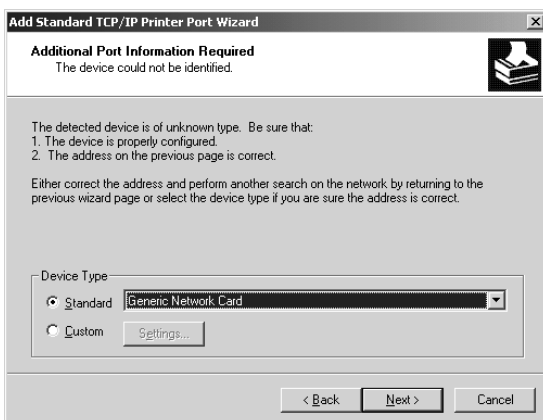 Add Standard TCP/IP Printer Port Wizard
Additional Port Information Required
The device could not be identified.
The detected device is of unknown type. Be sure that:
1. The device is properly configured.
2. The address on the previous page is correct.
Either correct the address and perform another search on the network by returning to the
previous wizard page or select the device type if you are sure the address is correct.
Device Type
Standard
Generic Network Card
Custom
Settings...
< Back
Next >
Cancel